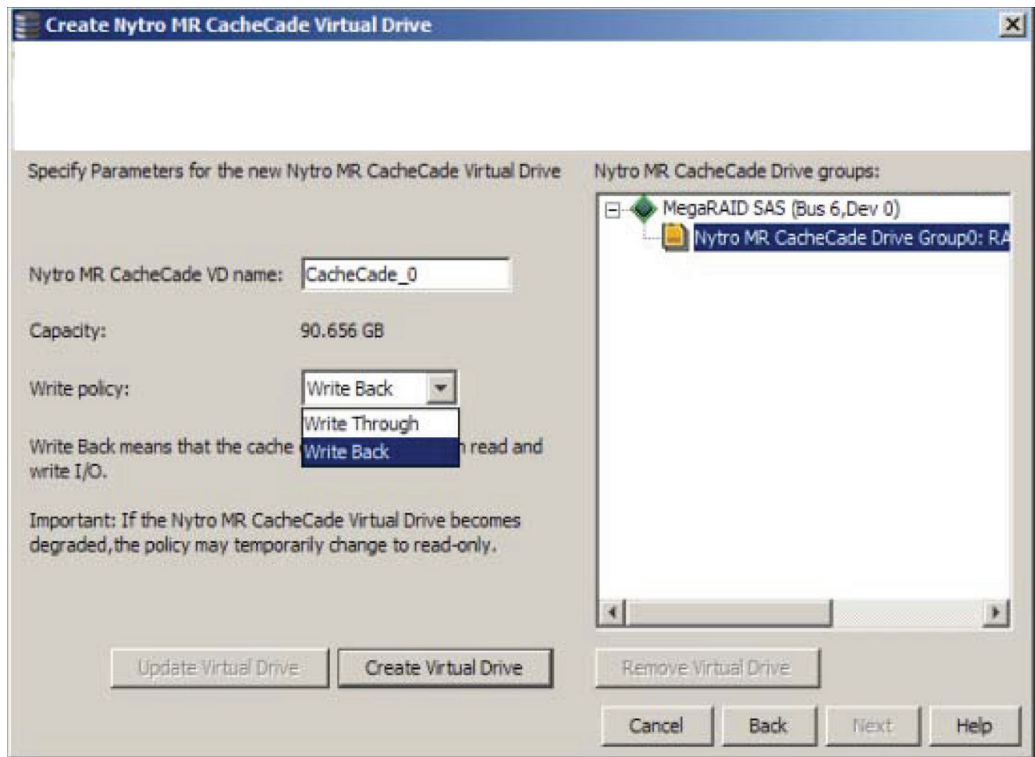 Create Nytro MR CacheCade Virtual Drive
Specify Parameters for the new Nytro MR CacheCade Virtual Drive
Nytro MR CacheCade VD name: CacheCade_0
Capacity: 90.656 GB
Write policy: Write Back
Write Through
Write Back
Write Back means that the cache read and
write I/O.
Important: If the Nytro MR CacheCade Virtual Drive becomes
degraded,the policy may temporarily change to read-only.
Update Virtual Drive
Create Virtual Drive
Nytro MR CacheCade Drive groups:
MegaRAID SAS (Bus 6,Dev 0)
Nytro MR CacheCade Drive Group0: RA
Remove Virtual Drive
Cancel
Back
Next
Help